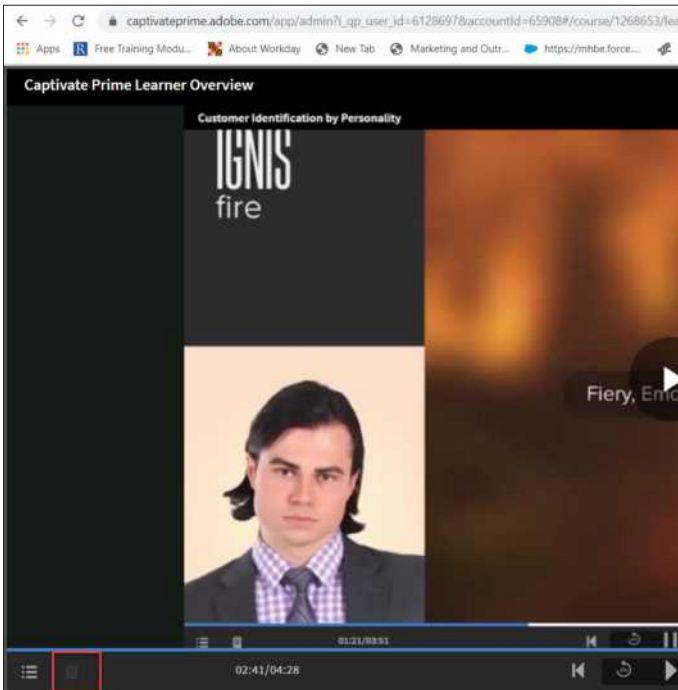 captivateprime.adobe.com/app/admin?i_qp_user_id=6128697&accountId=65908#/course/1268653/lea
Apps Free Training Modu... About Workday New Tab Marketing and Outr... https://mhbe.force....
Captivate Prime Learner Overview
Customer Identification by Personality
IGNIS
fire
Fiery, Emo
01:21/03:51
02:41/04:28